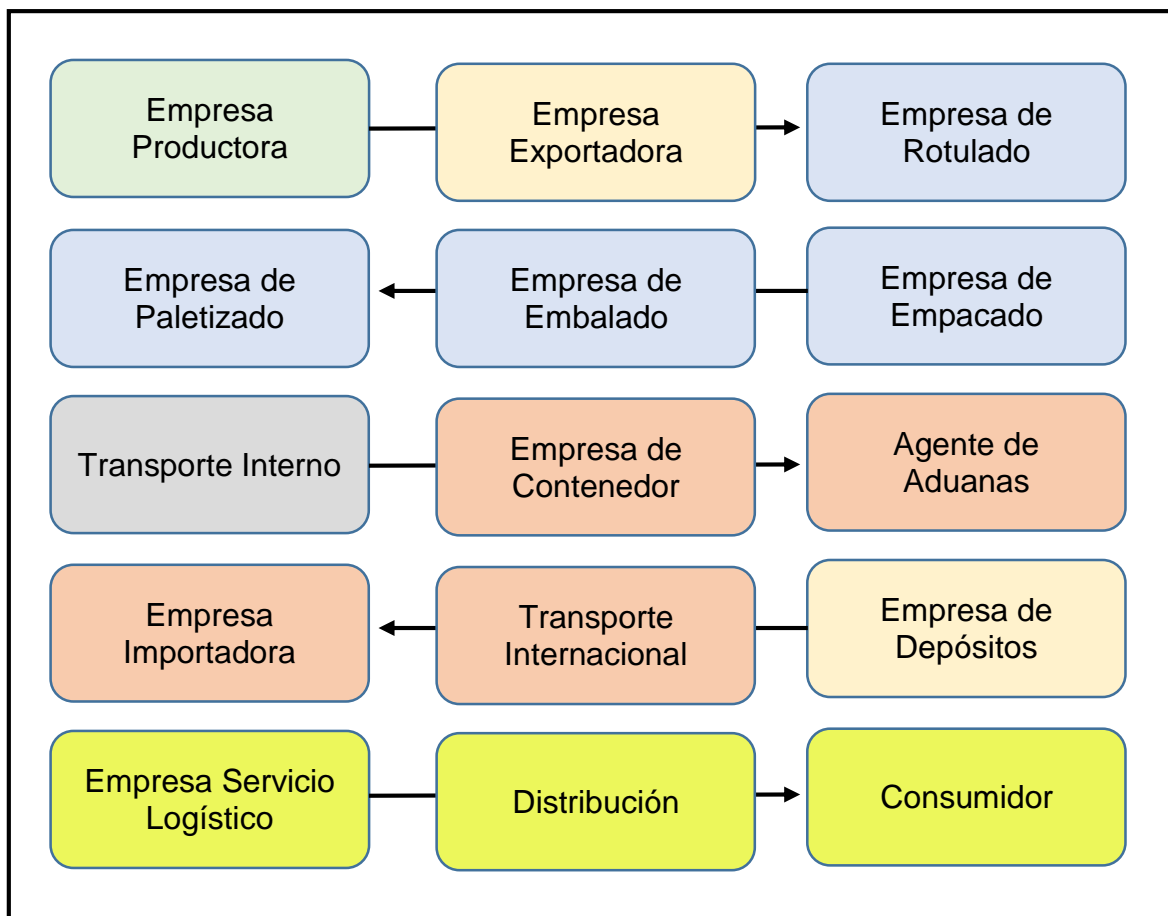 Empresa
Productora
Empresa
Exportadora
Empresa de
Rotulado
Empresa de
Paletizado
Empresa de
Embalado
Empresa de
Empacado
Transporte Interno
Empresa de
Contenedor
Agente de
Aduanas
Empresa
Importadora
Transporte
Internacional
Empresa de
Depósitos
Empresa Servicio
Logístico
Distribución
Consumidor